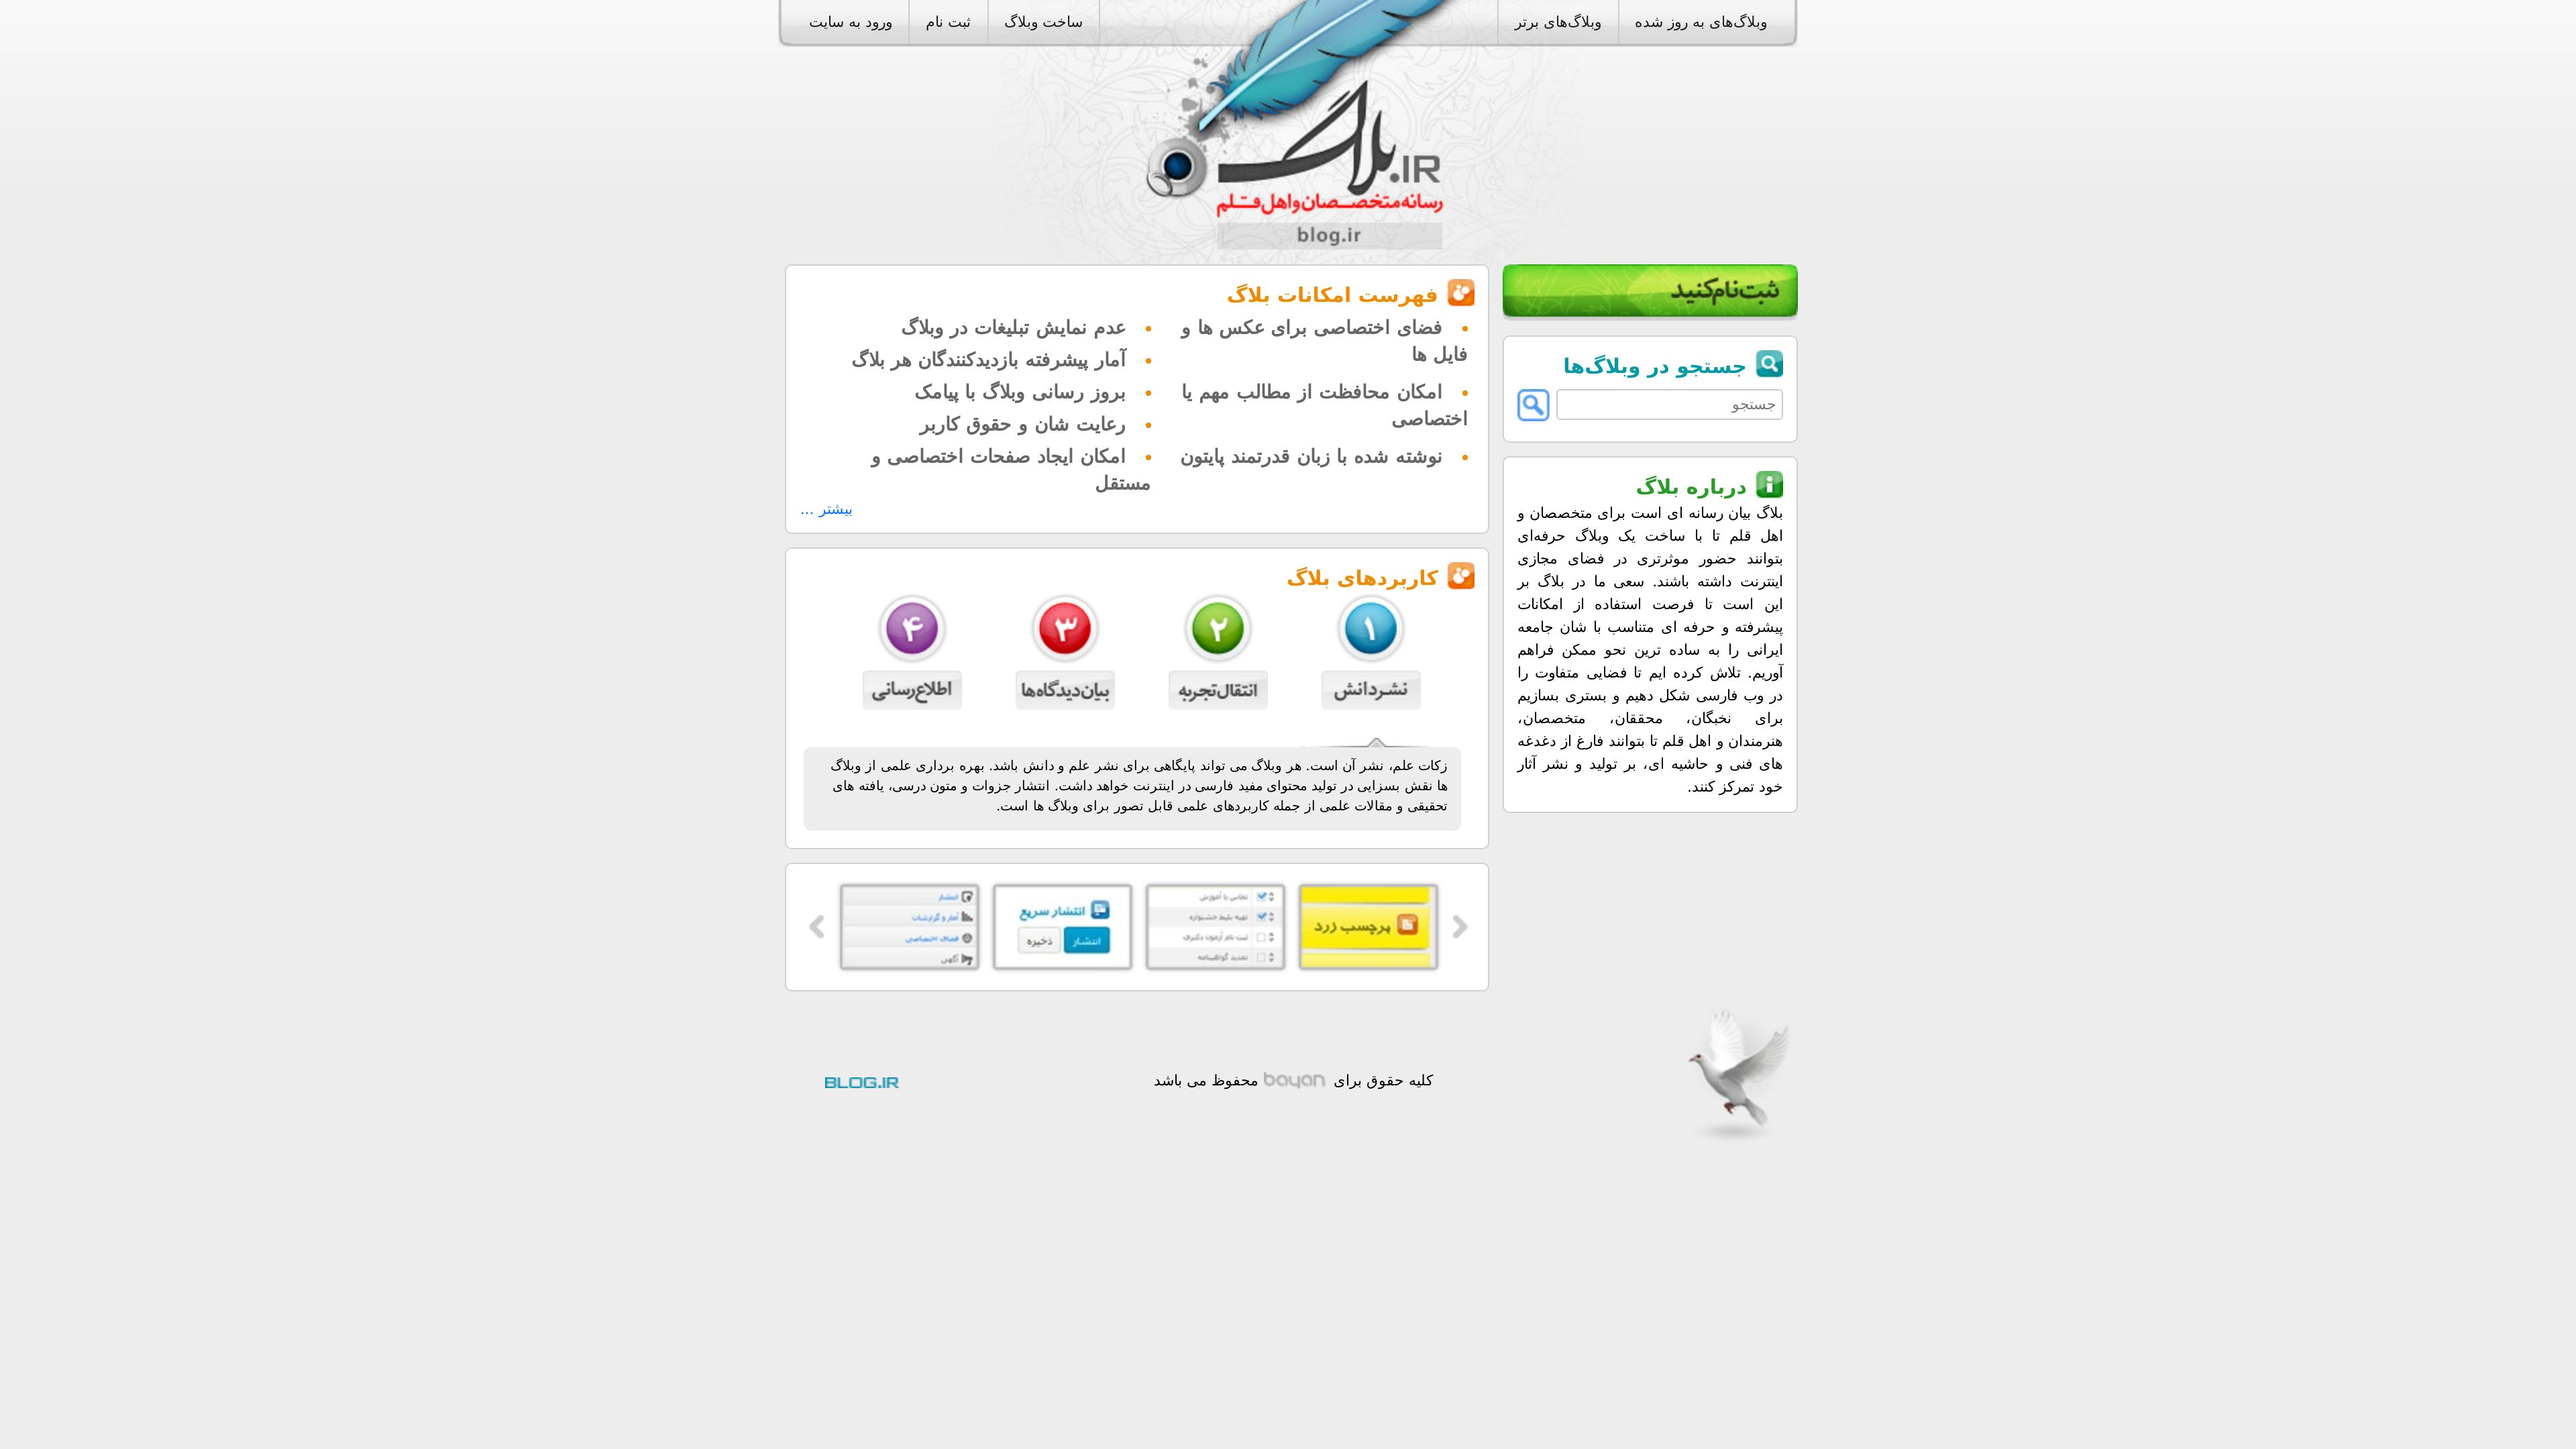 وبلاگ‌های به روز شده
وبلاگ‌های برتر
ساخت وبلاگ
ثبت نام
ورود به سایت
بلاگ.IR
رسانه متخصصان و اهل قلم
blog.ir
ثبت نام کنید
جستجو در وبلاگ‌ها
جستجو
درباره بلاگ
بلاگ بیان رسانه ای است برای متخصصان و
اهل قلم تا با ساخت یک وبلاگ حرفه‌ای
بتوانند حضور موثرتری در فضای مجازی
اینترنت داشته باشند. سعی ما در بلاگ بر
این است تا فرصت استفاده از امکانات
پیشرفته و حرفه ای متناسب با شان جامعه
ایرانی را به ساده ترین نحو ممکن فراهم
آوریم. تلاش کرده ایم تا فضایی متفاوت را
در وب فارسی شکل دهیم و بستری بسازیم
برای نخبگان، محققان، متخصصان،
هنرمندان و اهل قلم تا بتوانند فارغ از دغدغه
های فنی و حاشیه ای، بر تولید و نشر آثار
خود تمرکز کنند.
فهرست امکانات بلاگ
فضای اختصاصی برای عکس ها و
فایل ها
امکان محافظت از مطالب مهم یا
اختصاصی
نوشته شده با زبان قدرتمند پایتون
عدم نمایش تبلیغات در وبلاگ
آمار پیشرفته بازدیدکنندگان هر بلاگ
بروز رسانی وبلاگ با پیامک
رعایت شان و حقوق کاربر
امکان ایجاد صفحات اختصاصی و
مستقل
بیشتر ...
کاربردهای بلاگ
۱
۲
۳
۴
نشر دانش
انتقال تجربه
بیان دیدگاه‌ها
اطلاع رسانی
زکات علم، نشر آن است. هر وبلاگ می تواند پایگاهی برای نشر علم و دانش باشد. بهره برداری علمی از وبلاگ
ها نقش بسزایی در تولید محتوای مفید فارسی در اینترنت خواهد داشت. انتشار جزوات و متون درسی، یافته های
تحقیقی و مقالات علمی از جمله کاربردهای علمی قابل تصور برای وبلاگ ها است.
برچسب زرد
تماس با آموزش
تهیه بلیط جشنواره
ثبت نام آزمون دکتری
تمدید گواهینامه
انتشار سریع
انتشار
ذخیره
انتشار
آمار و گزارشات
فضای اختصاصی
آگهی
کلیه حقوق برای bayan محفوظ می باشد
BLOG.IR